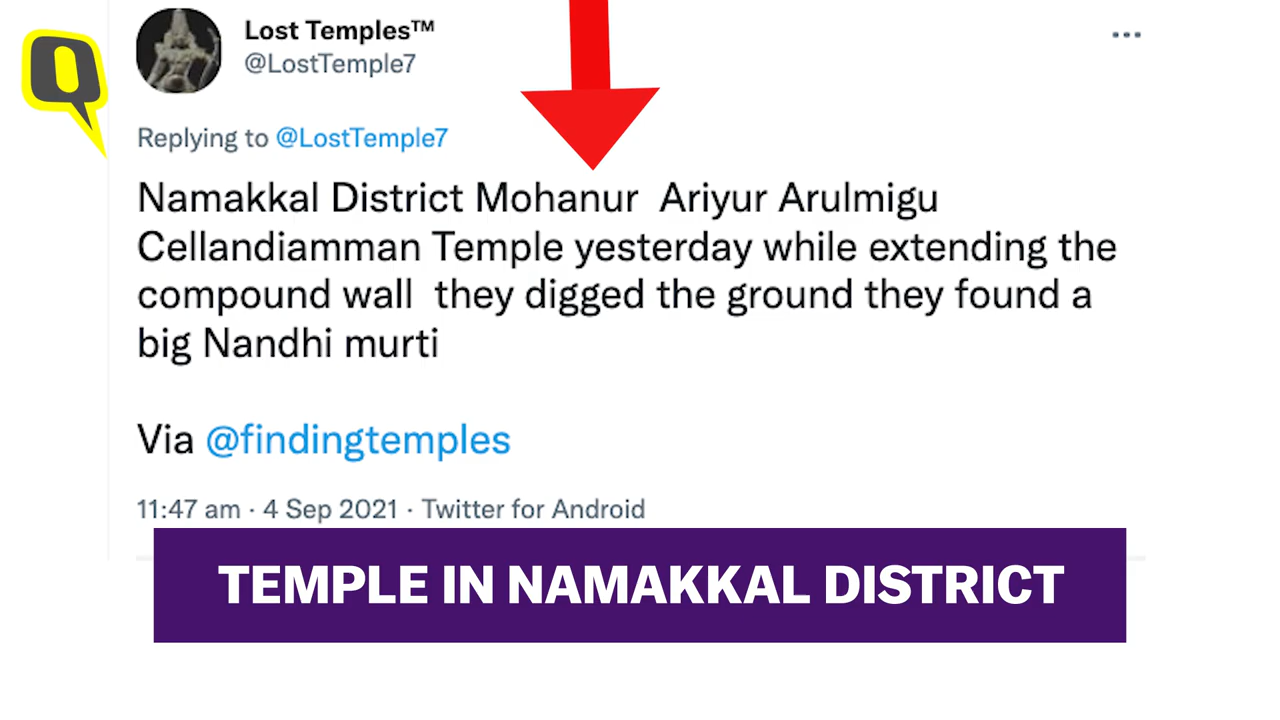 Lost Temples™
@LostTemple7
Replying to @LostTemple7
Namakkal District Mohanur  Ariyur Arulmigu
Cellandiamman Temple yesterday while extending the
compound wall  they digged the ground they found a
big Nandhi murti
Via @findingtemples
11:47 am · 4 Sep 2021 · Twitter for Android
TEMPLE IN NAMAKKAL DISTRICT
Q